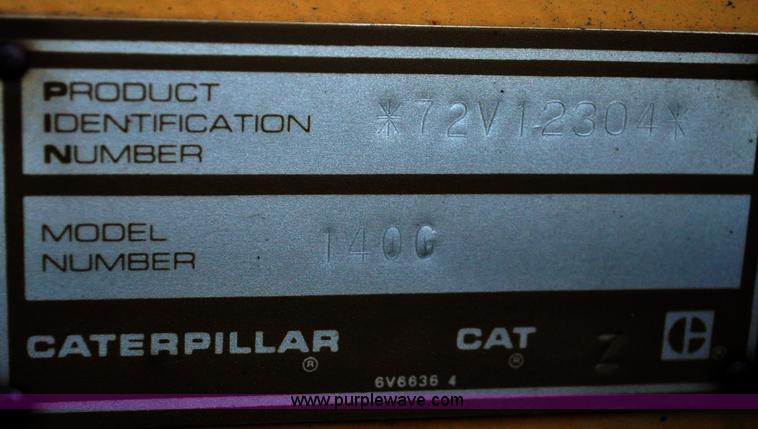 PRODUCT
IDENTIFICATION *72V12304*
NUMBER
MODEL
NUMBER 140G
CATERPILLAR® CAT® Z C
6V6636 4
www.purplewave.com